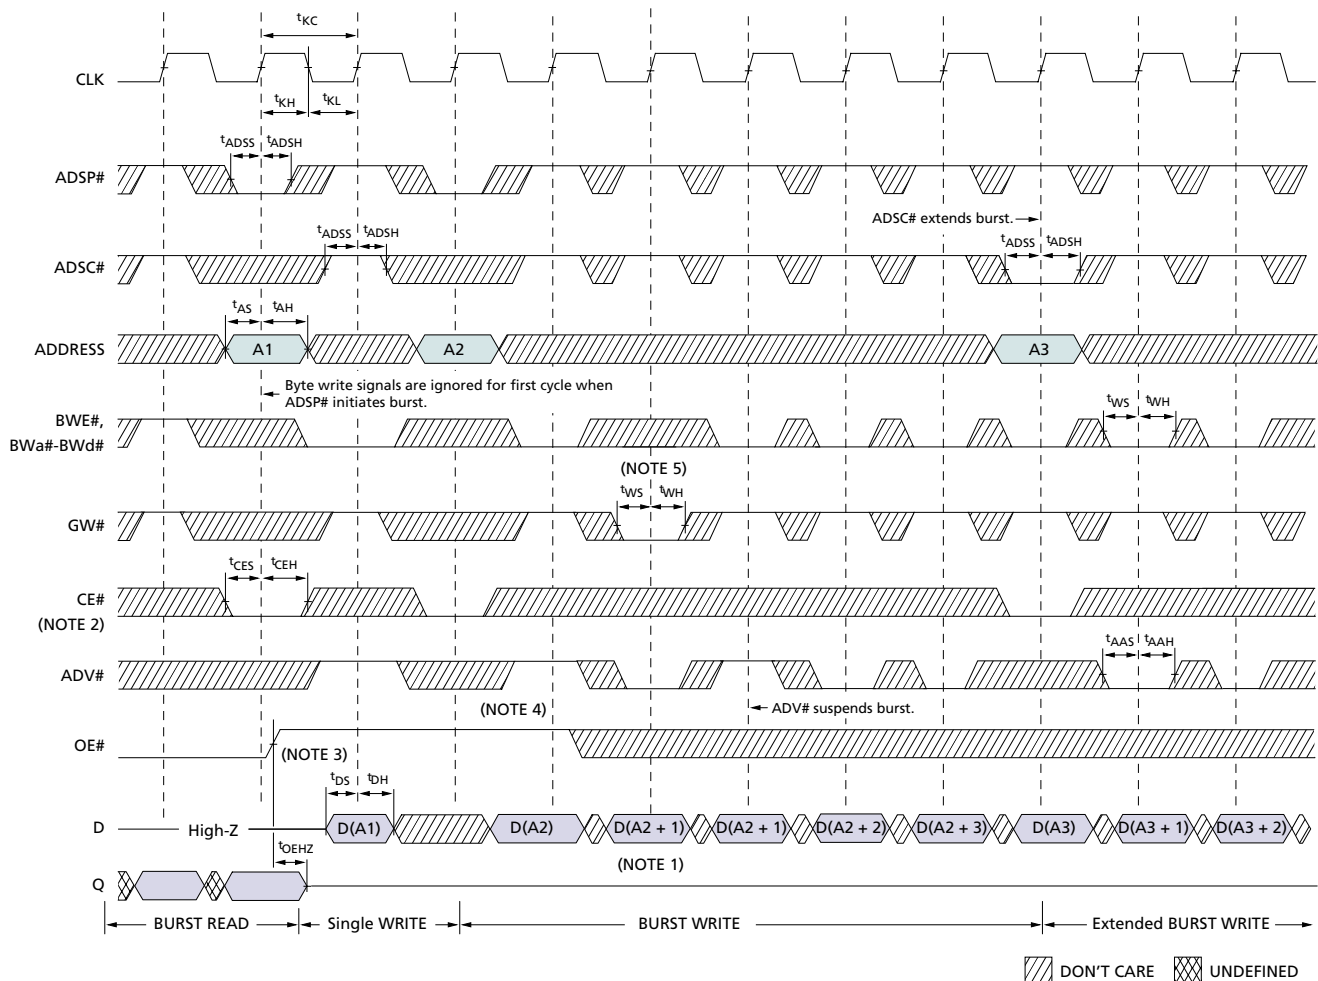 tKC
CLK
tKH
tKL
tADSS
tADSH
ADSP#
ADSC# extends burst.
tADSS
tADSH
tADSS
tADSH
ADSC#
tAS
tAH
ADDRESS
A1
A2
A3
Byte write signals are ignored for first cycle when
ADSP# initiates burst.
BWE#,
BWa#-BWd#
tWS
tWH
(NOTE 5)
tWS
tWH
GW#
tCES
tCEH
CE#
(NOTE 2)
tAAS
tAAH
ADV#
(NOTE 4)
ADV# suspends burst.
OE#
(NOTE 3)
tDS
tDH
D
High-Z
D(A1)
D(A2)
D(A2 + 1)
D(A2 + 1)
D(A2 + 2)
D(A2 + 3)
D(A3)
D(A3 + 1)
D(A3 + 2)
tOEHZ
(NOTE 1)
Q
BURST READ
Single WRITE
BURST WRITE
Extended BURST WRITE
DON'T CARE
UNDEFINED